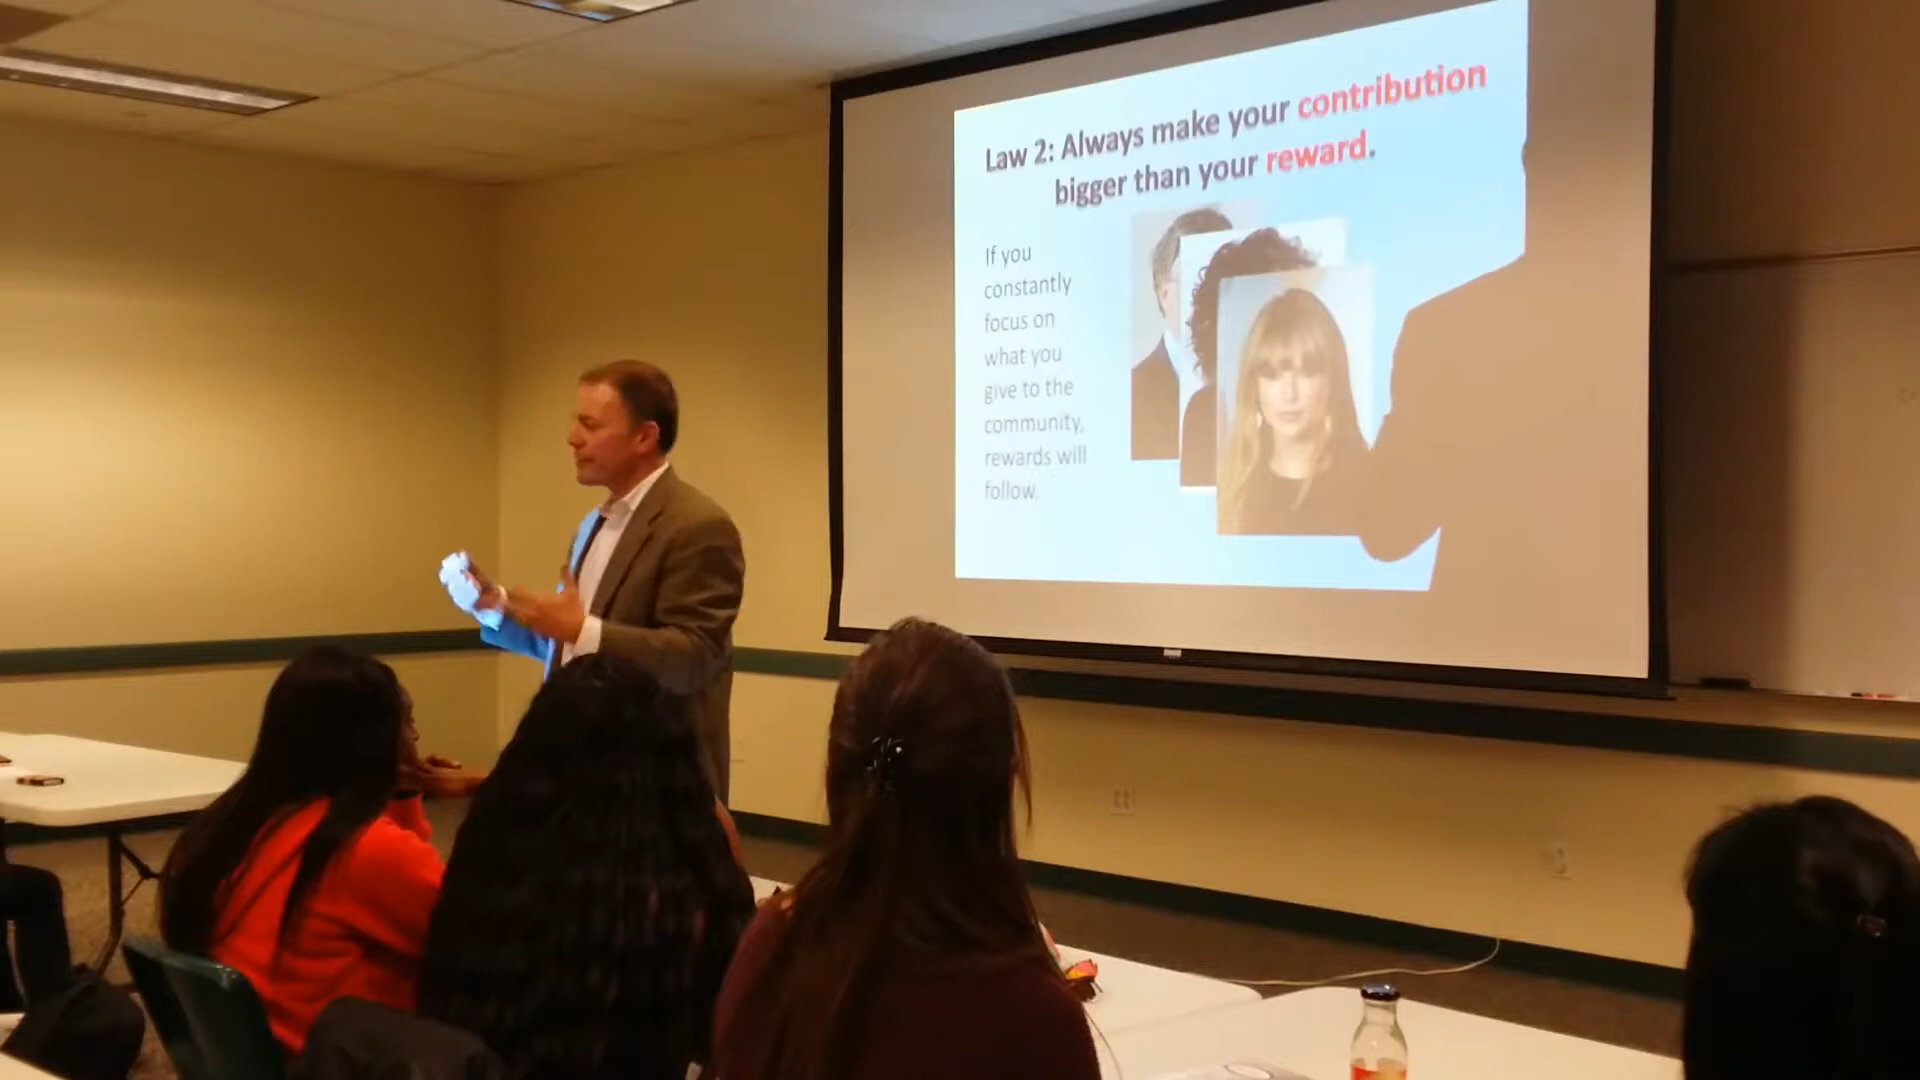 Law 2: Always make your contribution
bigger than your reward.
If you
constantly
focus on
what you
give to the
community,
rewards will
follow.